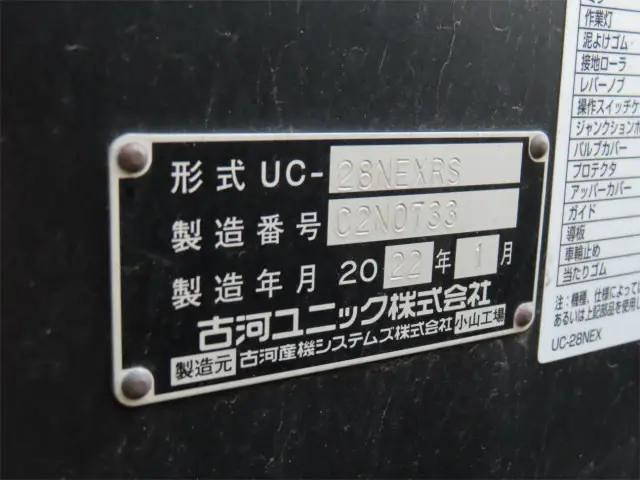 形式 UC- 28NEXRS
製造番号 C2N0733
製造年月 2022年1月
古河ユニック株式会社
製造元 古河産機システムズ株式会社 小山工場
作業灯
泥よけゴム
接地ローラ
レバーノブ
操作スイッチケ
ジャンクションボ
バルブカバー
プロテクタ
アッパーカバー
ガイド
導板
車輪止め
当たりゴム
注:機種、仕様によって
あるいは上記部品を使用
UC-28NEX